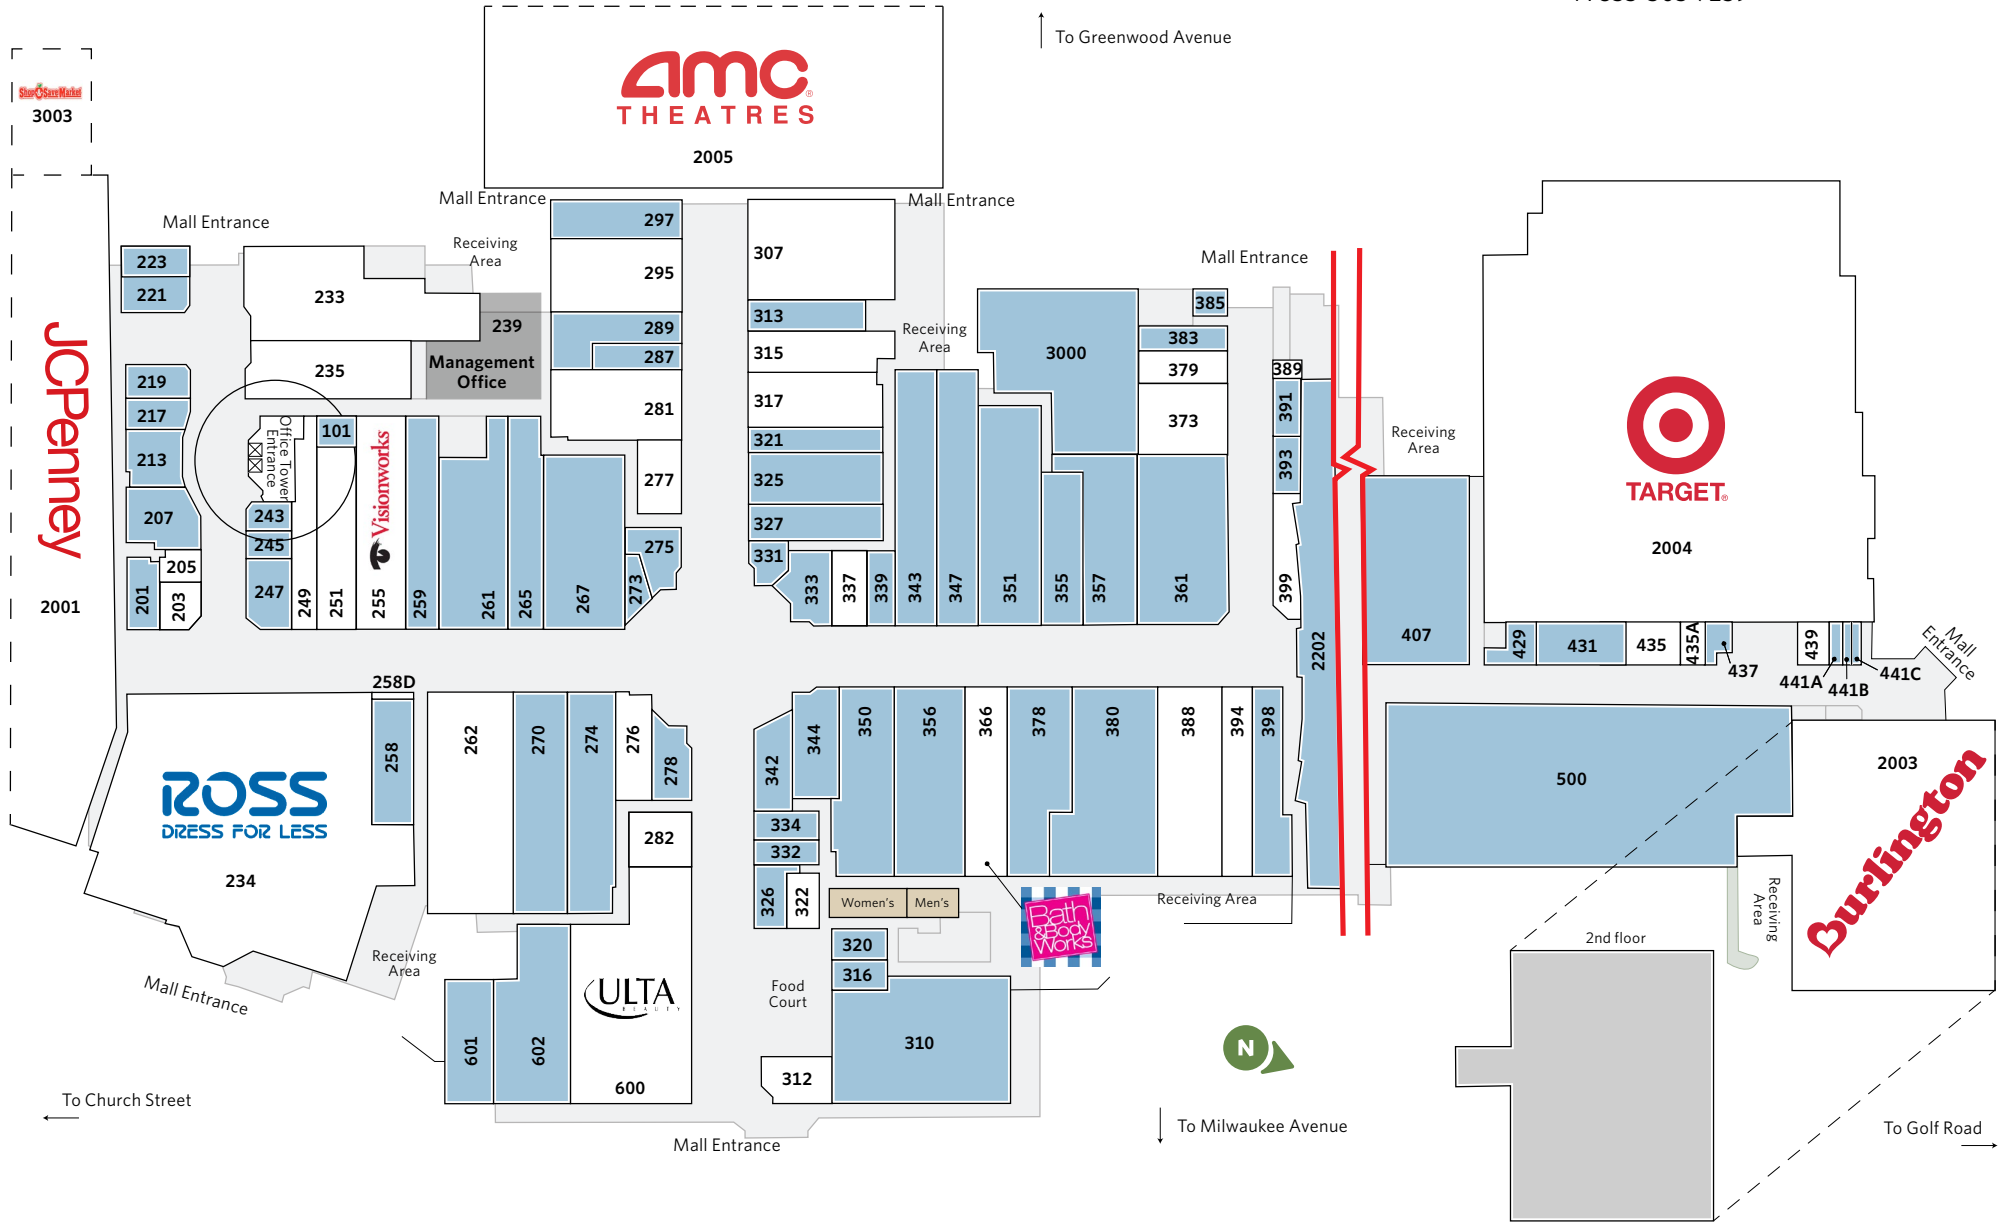 To Greenwood Avenue
Shop & Save Market
3003
amc
THEATRES
2005
Mall Entrance
Mall Entrance
Mall Entrance
Mall Entrance
Receiving
Area
Receiving
Area
Receiving
Area
JCPenney
2001
223
221
219
217
213
207
205
201
203
233
235
239
Management
Office
Office Tower
Entrance
101
243
245
247
249
251
Visionworks
255
259
261
265
267
273
275
277
281
287
289
295
297
307
313
315
317
321
325
327
331
333
337
339
343
347
351
355
357
361
3000
385
383
379
373
389
391
393
399
2202
407
TARGET
2004
429
431
435
435A
437
439
441A
441B
441C
Mall
Entrance
ROSS
DRESS FOR LESS
234
258D
258
262
270
274
276
278
282
ULTA
BEAUTY
600
601
602
Receiving
Area
Mall Entrance
342
344
350
356
366
378
380
388
394
398
334
332
326
322
Women's
Men's
320
316
310
312
Food
Court
Bath
& Body
Works
Receiving Area
500
2003
Burlington
Receiving
Area
2nd floor
N
To Church Street
Mall Entrance
To Milwaukee Avenue
To Golf Road